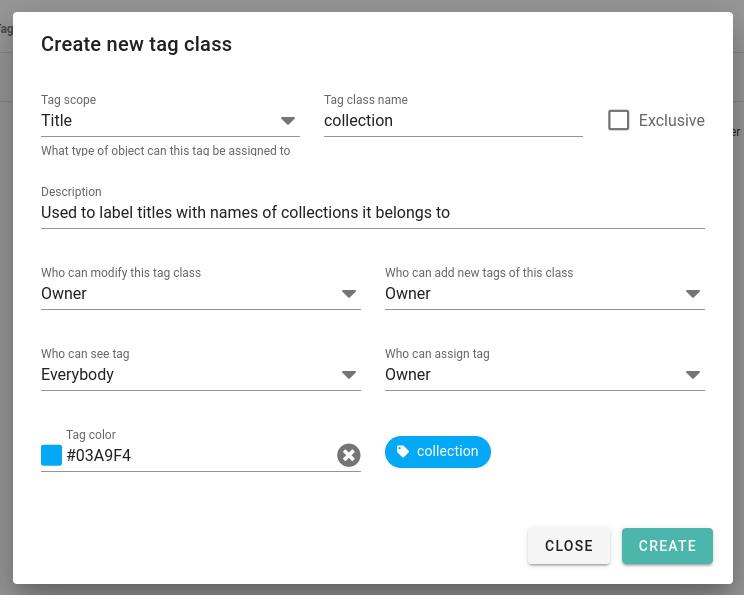 Tag
Create new tag class
Tag scope
Title
What type of object can this tag be assigned to
Tag class name
collection
Exclusive
er
Description
Used to label titles with names of collections it belongs to
Who can modify this tag class
Owner
Who can add new tags of this class
Owner
Who can see tag
Everybody
Who can assign tag
Owner
Tag color
#03A9F4
collection
CLOSE
CREATE